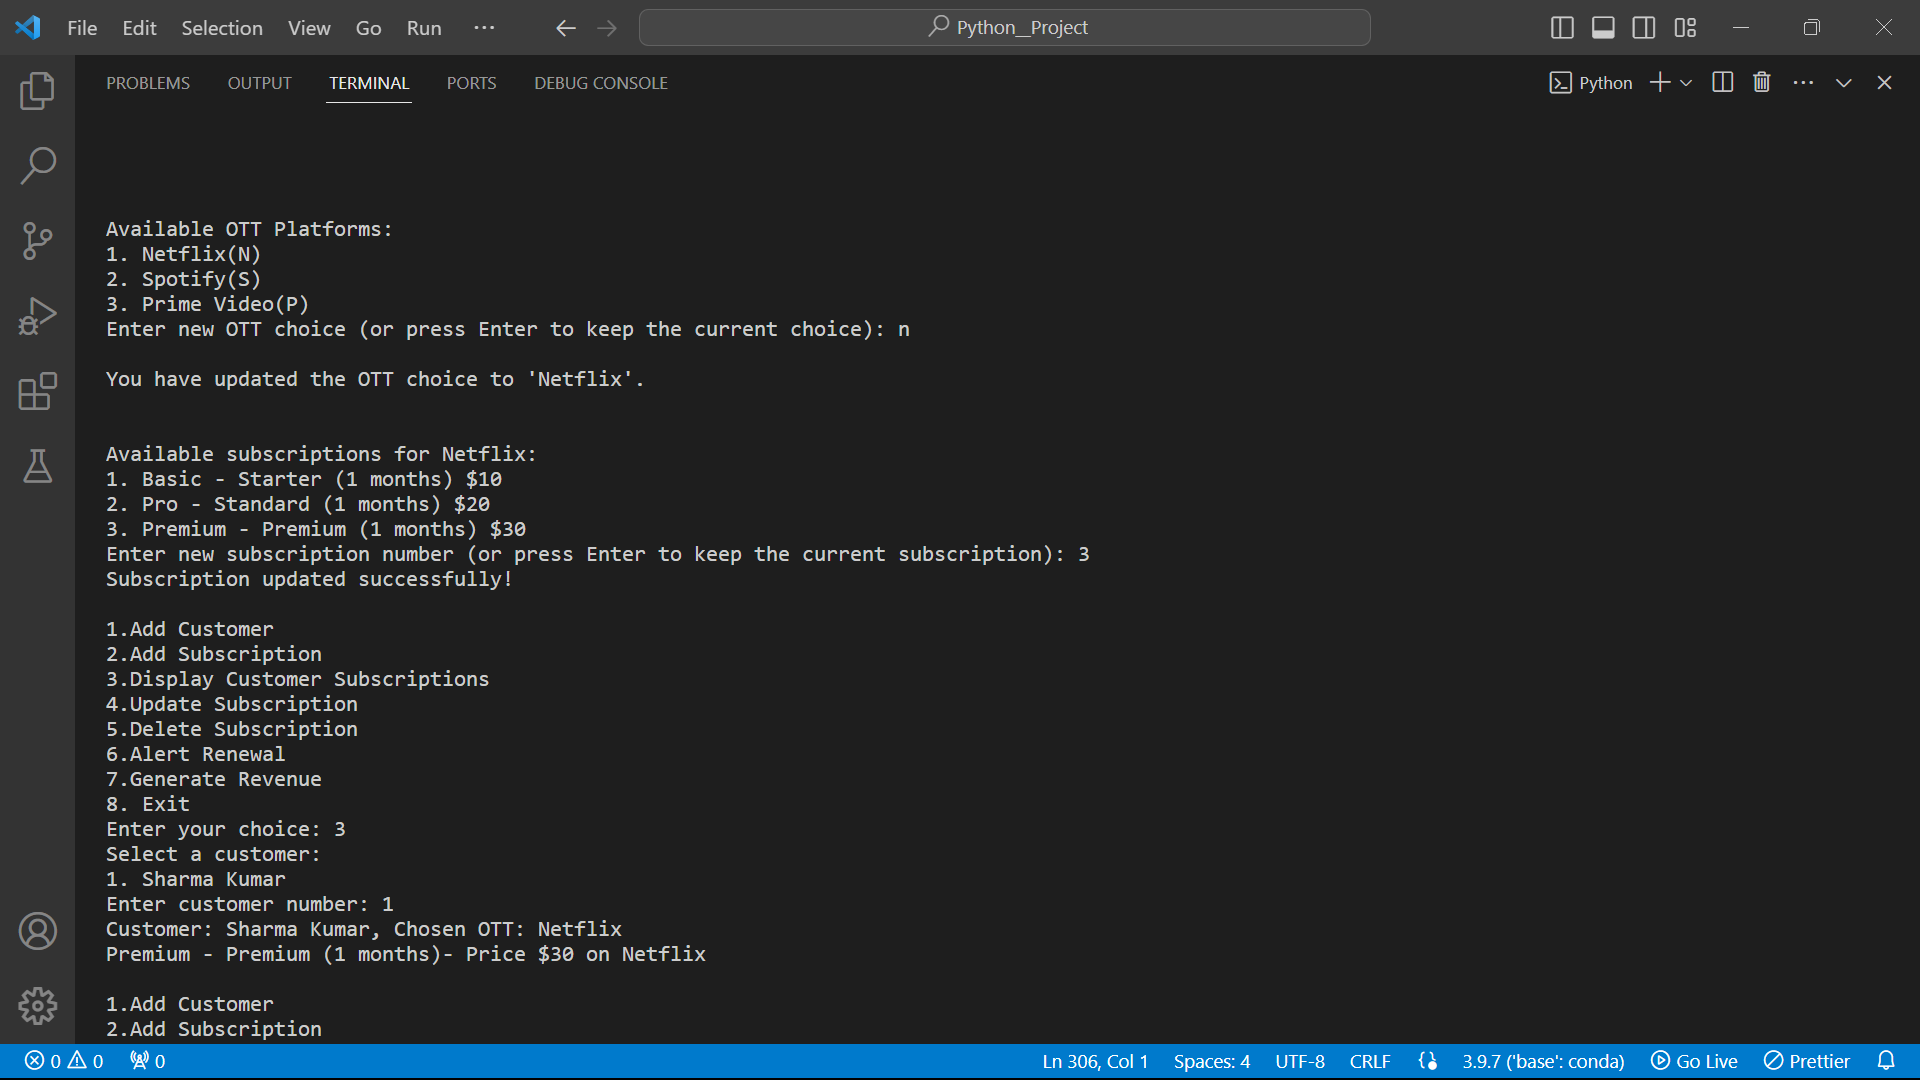 File Edit Selection View Go Run ··· Python__Project
PROBLEMS OUTPUT TERMINAL PORTS DEBUG CONSOLE Python
Available OTT Platforms:
1. Netflix(N)
2. Spotify(S)
3. Prime Video(P)
Enter new OTT choice (or press Enter to keep the current choice): n
You have updated the OTT choice to 'Netflix'.
Available subscriptions for Netflix:
1. Basic - Starter (1 months) $10
2. Pro - Standard (1 months) $20
3. Premium - Premium (1 months) $30
Enter new subscription number (or press Enter to keep the current subscription): 3
Subscription updated successfully!
1.Add Customer
2.Add Subscription
3.Display Customer Subscriptions
4.Update Subscription
5.Delete Subscription
6.Alert Renewal
7.Generate Revenue
8. Exit
Enter your choice: 3
Select a customer:
1. Sharma Kumar
Enter customer number: 1
Customer: Sharma Kumar, Chosen OTT: Netflix
Premium - Premium (1 months)- Price $30 on Netflix
1.Add Customer
2.Add Subscription
0 0 0 Ln 306, Col 1 Spaces: 4 UTF-8 CRLF 3.9.7 ('base': conda) Go Live Prettier